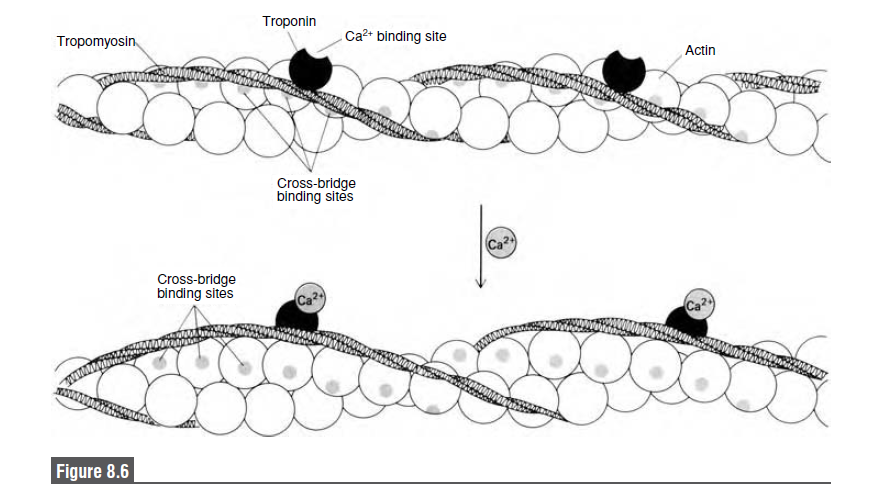 Troponin
Tropomyosin
Ca²⁺ binding site
Actin
Cross-bridge
binding sites
Ca²⁺
Cross-bridge
binding sites
Ca²⁺
Ca²⁺
Figure 8.6